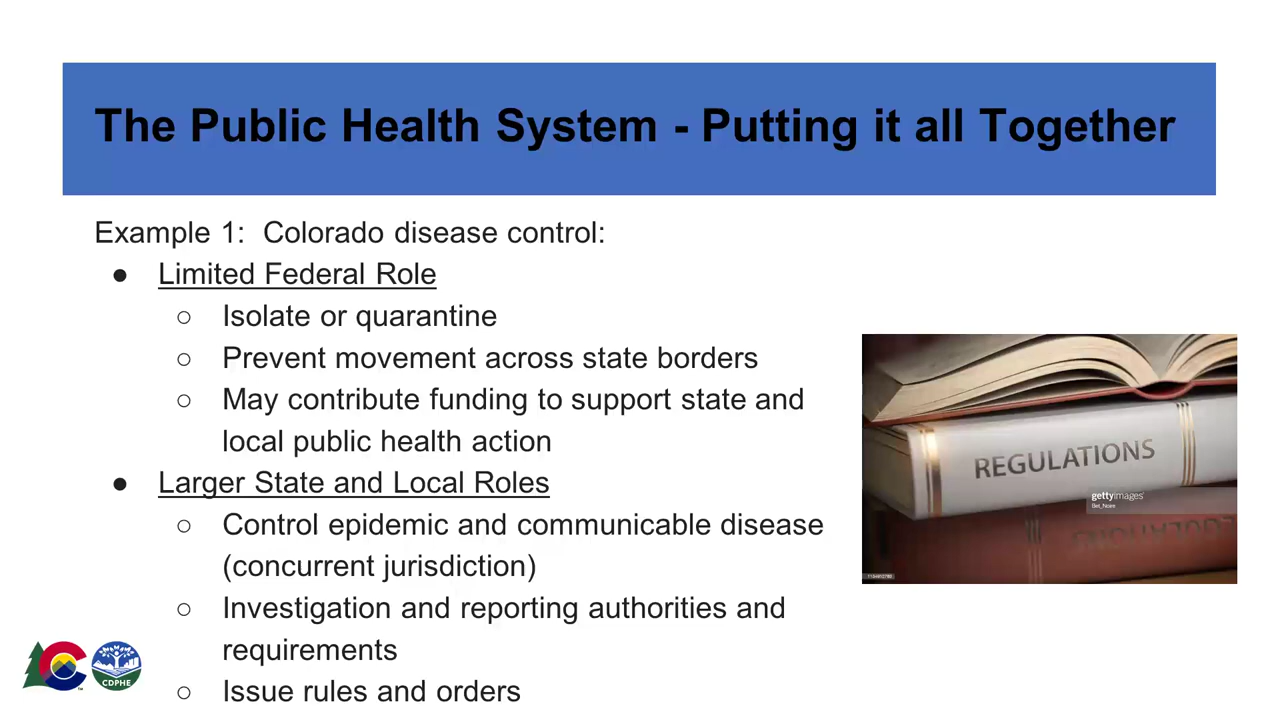 The Public Health System - Putting it all Together
Example 1: Colorado disease control:
● Limited Federal Role
○ Isolate or quarantine
○ Prevent movement across state borders
○ May contribute funding to support state and
local public health action
● Larger State and Local Roles
○ Control epidemic and communicable disease
(concurrent jurisdiction)
○ Investigation and reporting authorities and
requirements
○ Issue rules and orders
REGULATIONS
gettyimages
CDPHE